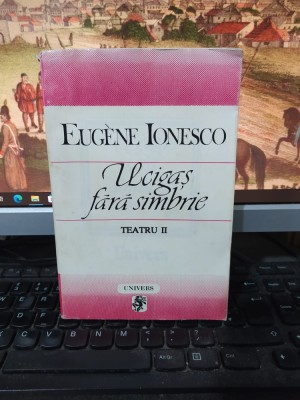 EUGÈNE IONESCO
Ucigaș
fără simbrie
TEATRU II
UNIVERS